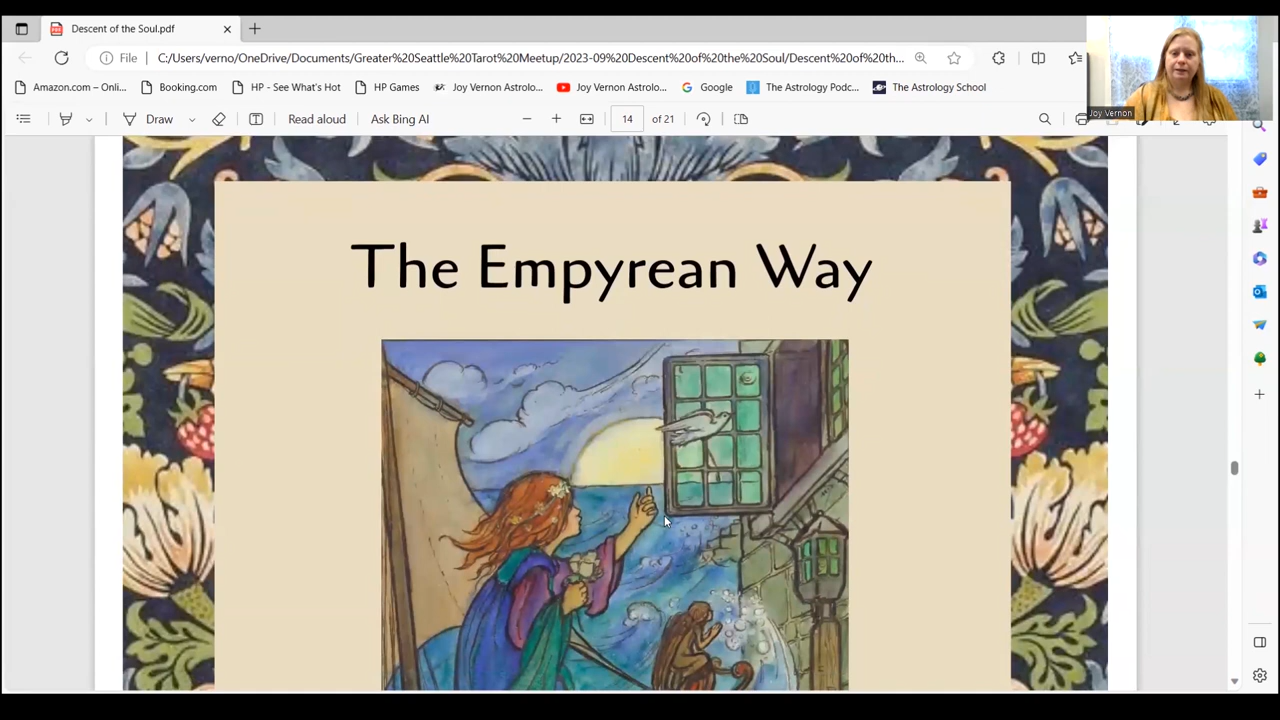 Descent of the Soul.pdf
File
C:/Users/verno/OneDrive/Documents/Greater%20Seattle%20Tarot%20Meetup/2023-09%20Descent%20of%20the%20Soul/Descent%20of%20th...
Amazon.com – Onli...
Booking.com
HP - See What's Hot
HP Games
Joy Vernon Astrolo...
Joy Vernon Astrolo...
Google
The Astrology Podc...
The Astrology School
Joy Vernon
Draw
Read aloud
Ask Bing
14
of 21
The Empyrean Way